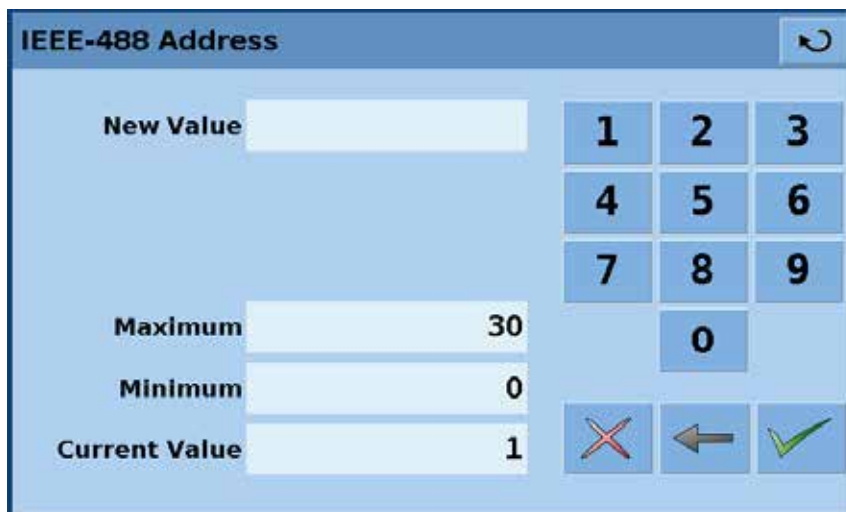 IEEE-488 Address
New Value
1 2 3
4 5 6
7 8 9
Maximum 30
0
Minimum 0
Current Value 1